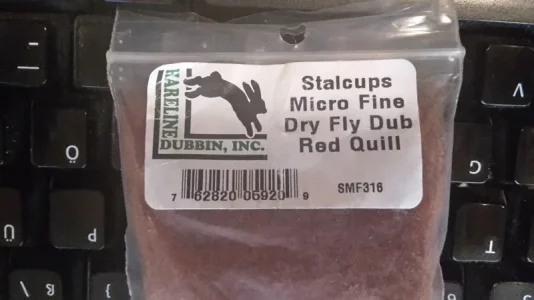 HARELINE
DUBBIN, INC.
Stalcups
Micro Fine
Dry Fly Dub
Red Quill
7 62820 05920 9
SMF316
Ö
Ü
P
V
G
T